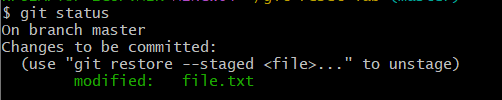 $ git status
On branch master
Changes to be committed:
  (use "git restore --staged <file>..." to unstage)
        modified:   file.txt